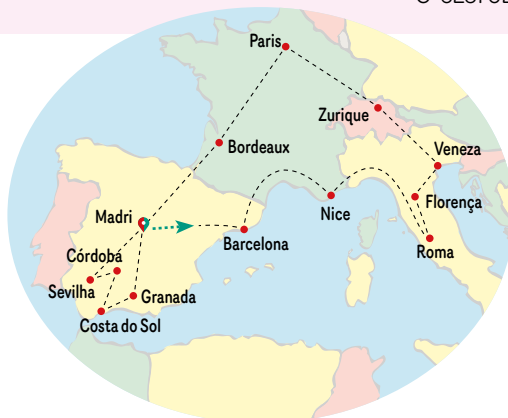 Paris
Zurique
Bordeaux
Veneza
Florença
Madri
Nice
Barcelona
Roma
Córdoba
Sevilha
Granada
Costa do Sol